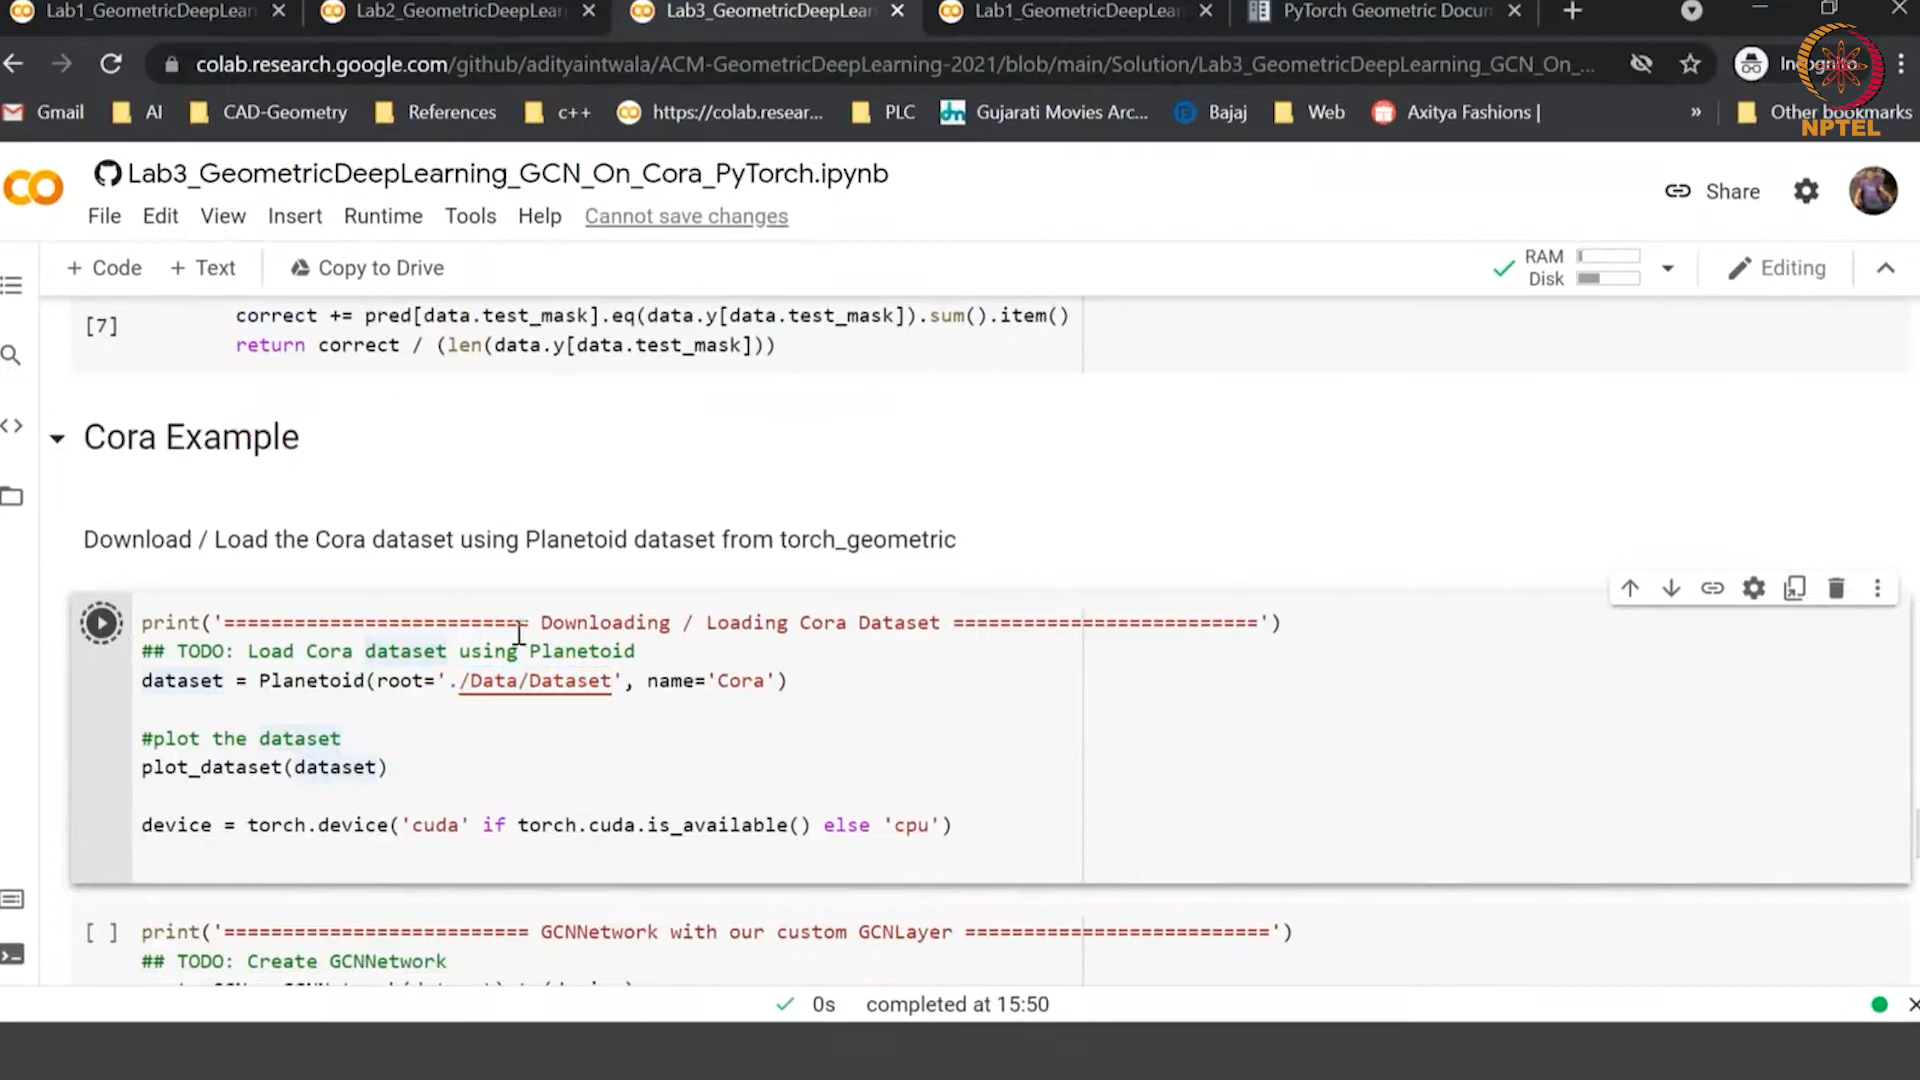 Lab1_GeometricDeepLear
Lab2_GeometricDeepLear
Lab3_GeometricDeepLear
Lab1_GeometricDeepLear
PyTorch Geometric Docum
colab.research.google.com/github/adityaintwala/ACM-GeometricDeepLearning-2021/blob/main/Solution/Lab3_GeometricDeepLearning_GCN_On_...
Gmail
AI
CAD-Geometry
References
c++
https://colab.resear...
PLC
Gujarati Movies Arc...
Bajaj
Web
Axitya Fashions |
»
Other bookmarks
NPTEL
Lab3_GeometricDeepLearning_GCN_On_Cora_PyTorch.ipynb
Share
File Edit View Insert Runtime Tools Help Cannot save changes
+ Code + Text Copy to Drive
RAM
Disk
Editing
[7]
correct += pred[data.test_mask].eq(data.y[data.test_mask]).sum().item()
return correct / (len(data.y[data.test_mask]))
Cora Example
Download / Load the Cora dataset using Planetoid dataset from torch_geometric
print('========================== Downloading / Loading Cora Dataset ==========================')
## TODO: Load Cora dataset using Planetoid
dataset = Planetoid(root='./Data/Dataset', name='Cora')
#plot the dataset
plot_dataset(dataset)
device = torch.device('cuda' if torch.cuda.is_available() else 'cpu')
[ ] print('========================== GCNNetwork with our custom GCNLayer ==========================')
## TODO: Create GCNNetwork
0s completed at 15:50